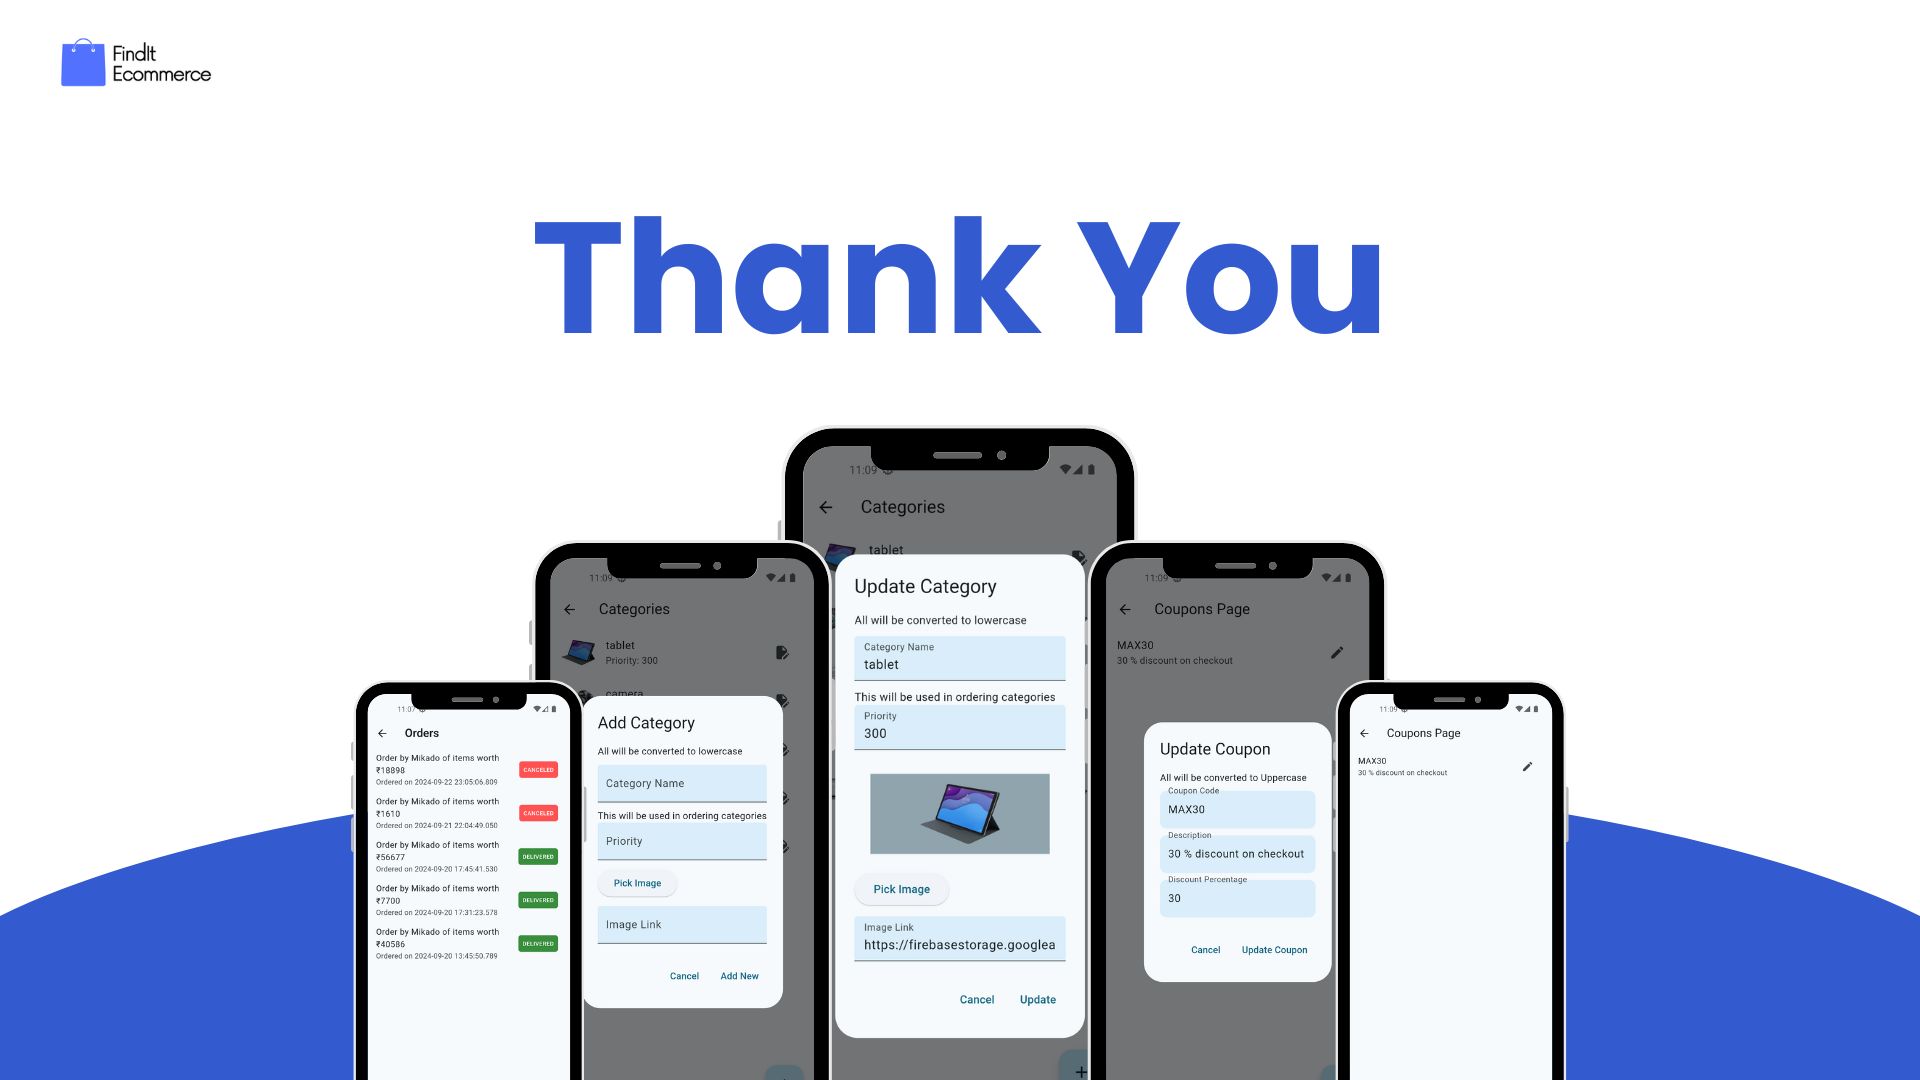 FindIt
Ecommerce
Thank You
11:09
Categories
tablet
Update Category
All will be converted to lowercase
Category Name
tablet
This will be used in ordering categories
Priority
300
Pick Image
Image Link
https://firebasestorage.googlea
Cancel
Update
11:09
Categories
tablet
Priority: 300
camera
Add Category
All will be converted to lowercase
Category Name
This will be used in ordering categories
Priority
Pick Image
Image Link
Cancel
Add New
11:09
Coupons Page
MAX30
30 % discount on checkout
Update Coupon
All will be converted to Uppercase
Coupon Code
MAX30
Description
30 % discount on checkout
Discount Percentage
30
Cancel
Update Coupon
11:07
Orders
Order by Mikado of items worth
₹18898
Ordered on 2024-09-22 23:05:06.809
CANCELED
Order by Mikado of items worth
₹1610
Ordered on 2024-09-21 22:04:49.050
CANCELED
Order by Mikado of items worth
₹56677
Ordered on 2024-09-20 17:45:41.530
DELIVERED
Order by Mikado of items worth
₹7700
Ordered on 2024-09-20 17:31:23.578
DELIVERED
Order by Mikado of items worth
₹40586
Ordered on 2024-09-20 13:45:50.789
DELIVERED
11:09
Coupons Page
MAX30
30 % discount on checkout